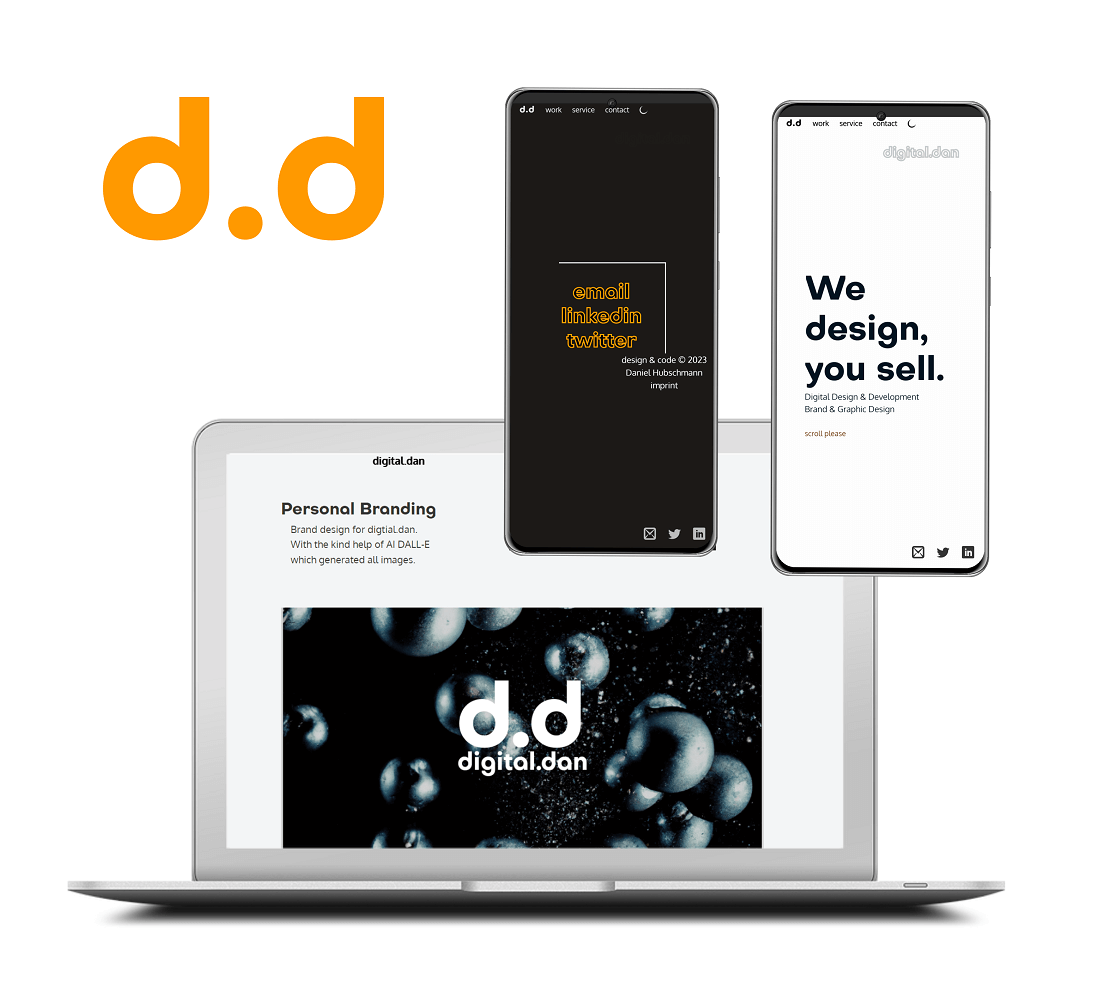 d.d
d.d work service contact
email
linkedin
twitter
design & code © 2023
Daniel Hubschmann
imprint
d.d work service contact
digital.dan
We
design,
you sell.
Digital Design & Development
Brand & Graphic Design
scroll please
digital.dan
Personal Branding
Brand design for digtial.dan.
With the kind help of AI DALL-E
which generated all images.
d.d
digital.dan